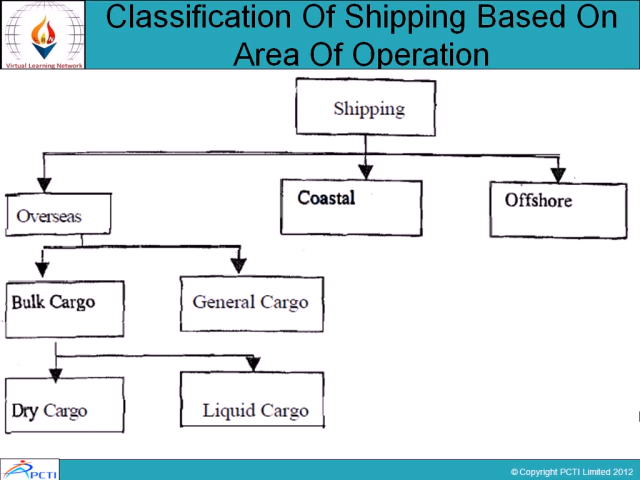 Classification Of Shipping Based On
Area Of Operation
Virtual Learning Network
Shipping
Overseas
Coastal
Offshore
Bulk Cargo
General Cargo
Dry Cargo
Liquid Cargo
PCTI
© Copyright PCTI Limited 2012